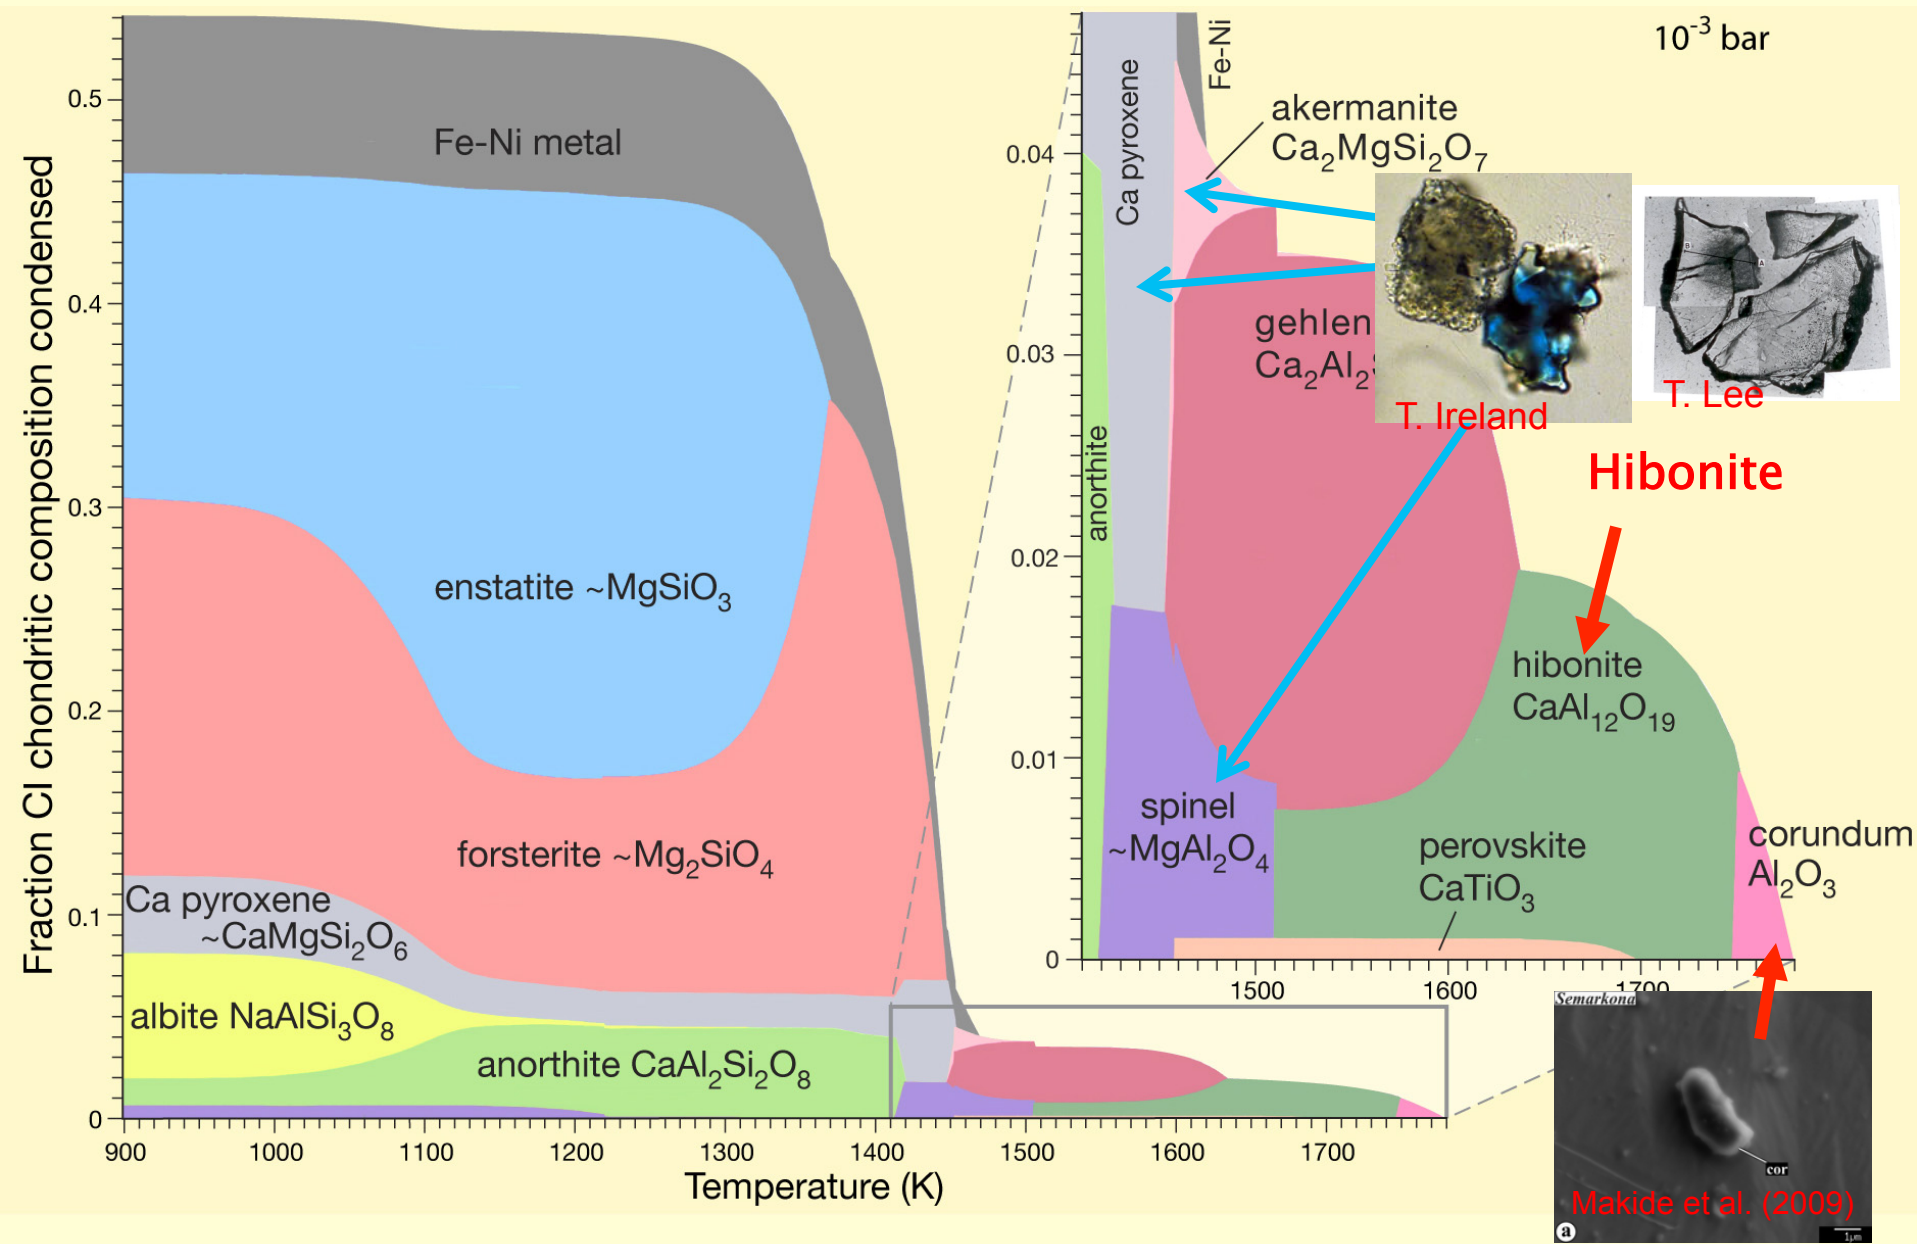 10⁻³ bar
Fe-Ni
Ca pyroxene
akermanite
Ca₂MgSi₂O₇
0.5
0.4
0.3
0.2
0.1
0
Fraction CI chondritic composition condensed
Fe-Ni metal
enstatite ~MgSiO₃
forsterite ~Mg₂SiO₄
Ca pyroxene
~CaMgSi₂O₆
albite NaAlSi₃O₈
anorthite CaAl₂Si₂O₈
900 1000 1100 1200 1300 1400 1500 1600 1700
Temperature (K)
0.04
0.03
0.02
0.01
0
anorthite
gehlen
Ca₂Al₂S
B
A
T. Ireland
T. Lee
Hibonite
hibonite
CaAl₁₂O₁₉
spinel
~MgAl₂O₄
perovskite
CaTiO₃
corundum
Al₂O₃
1500 1600 1700
Semarkona
cor
Makide et al. (2009)
a
1μm